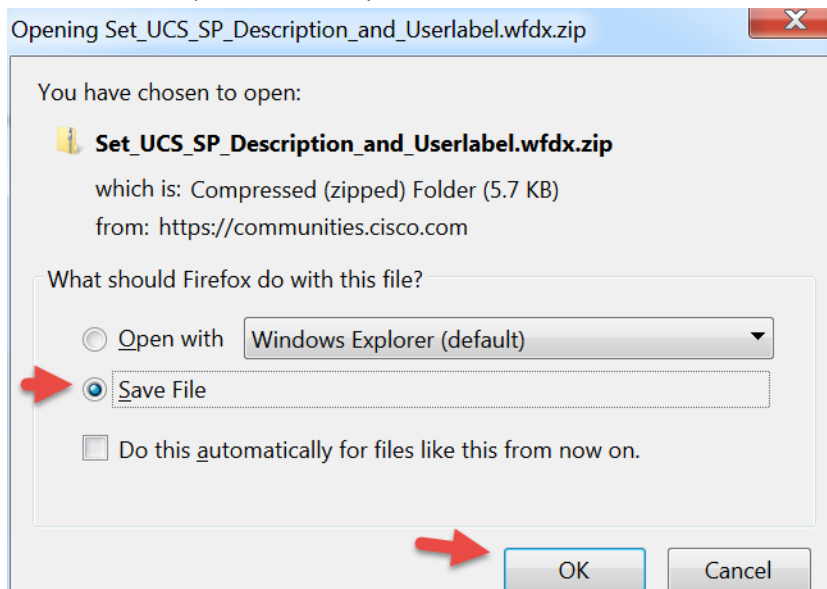 Opening Set_UCS_SP_Description_and_Userlabel.wfdx.zip
You have chosen to open:
Set_UCS_SP_Description_and_Userlabel.wfdx.zip
which is: Compressed (zipped) Folder (5.7 KB)
from: https://communities.cisco.com
What should Firefox do with this file?
Open with Windows Explorer (default)
Save File
Do this automatically for files like this from now on.
OK Cancel